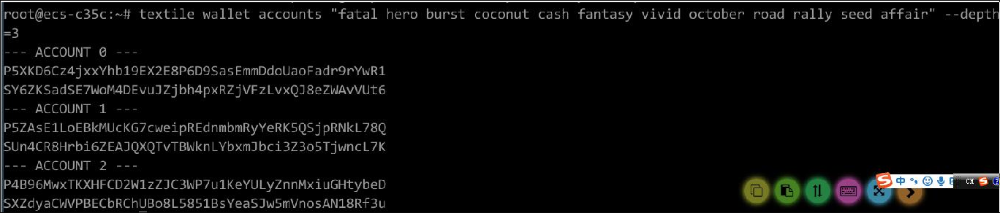 root@ecs-c35c:~# textile wallet accounts "fatal hero burst coconut cash fantasy vivid october road rally seed affair" --depth
=3
--- ACCOUNT 0 ---
P5XKD6Cz4jxxYhb19EX2E8P6D9SasEmmDdoUaoFadr9rYwR1
SY6ZKSadSE7WoM4DEvuJZjbh4pxRZjVFzLvxQJ8eZWAvVUt6
--- ACCOUNT 1 ---
P5ZAsE1LoEBkMUcKG7cweipREdnmbmRyYeRK5QSjpRNkL78Q
SUn4CR8Hrbi6ZEAJQXQTvTBWknLYbxmJbci3Z3o5TjwncL7K
--- ACCOUNT 2 ---
P4B96MwxTKXHFCD2W1zZJC3WP7u1KeYULyZnnMxiuGHtybeD
SXZdyaCWVPBECbRChUBo8L5851BsYeaSJw5mVnosAN18Rf3u
中
CH